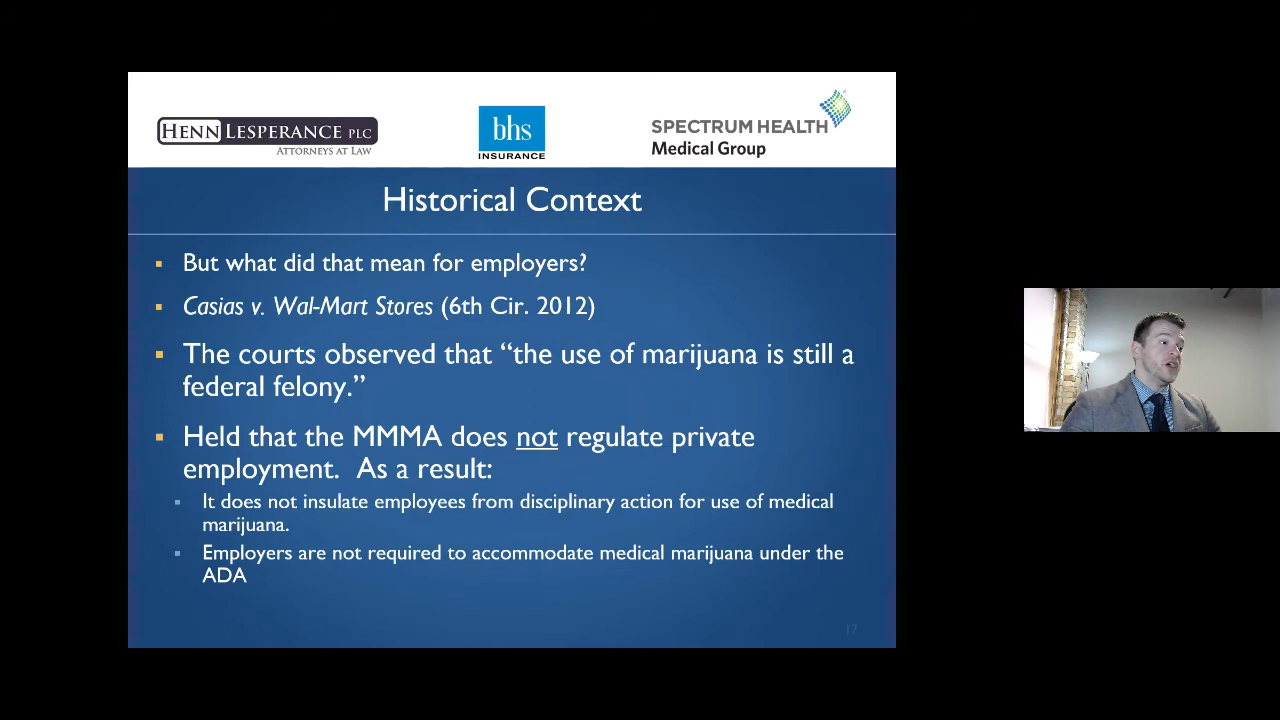 HENN LESPERANCE PLC
ATTORNEYS AT LAW
bhs
INSURANCE
SPECTRUM HEALTH
Medical Group
Historical Context
▪ But what did that mean for employers?
▪ Casias v. Wal-Mart Stores (6th Cir. 2012)
▪ The courts observed that “the use of marijuana is still a
federal felony.”
▪ Held that the MMMA does not regulate private
employment.  As a result:
▪ It does not insulate employees from disciplinary action for use of medical
marijuana.
▪ Employers are not required to accommodate medical marijuana under the
ADA
17